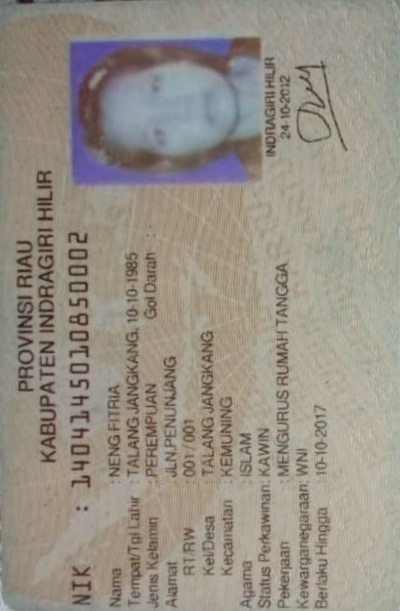 PROVINSI RIAU
KABUPATEN INDRAGIRI HILIR
NIK : 1404145010850002
Nama : NENG FITRIA
Tempat/Tgl Lahir : TALANG JANGKANG, 10-10-1985
Jenis Kelamin : PEREMPUAN Gol Darah :
Alamat : JLN.PENUNJANG
RT/RW : 001/001
Kel/Desa : TALANG JANGKANG
Kecamatan : KEMUNING
Agama : ISLAM
Status Perkawinan: KAWIN
Pekerjaan : MENGURUS RUMAH TANGGA
Kewarganegaraan: WNI
Berlaku Hingga : 10-10-2017
INDRAGIRI HILIR
24-10-2012